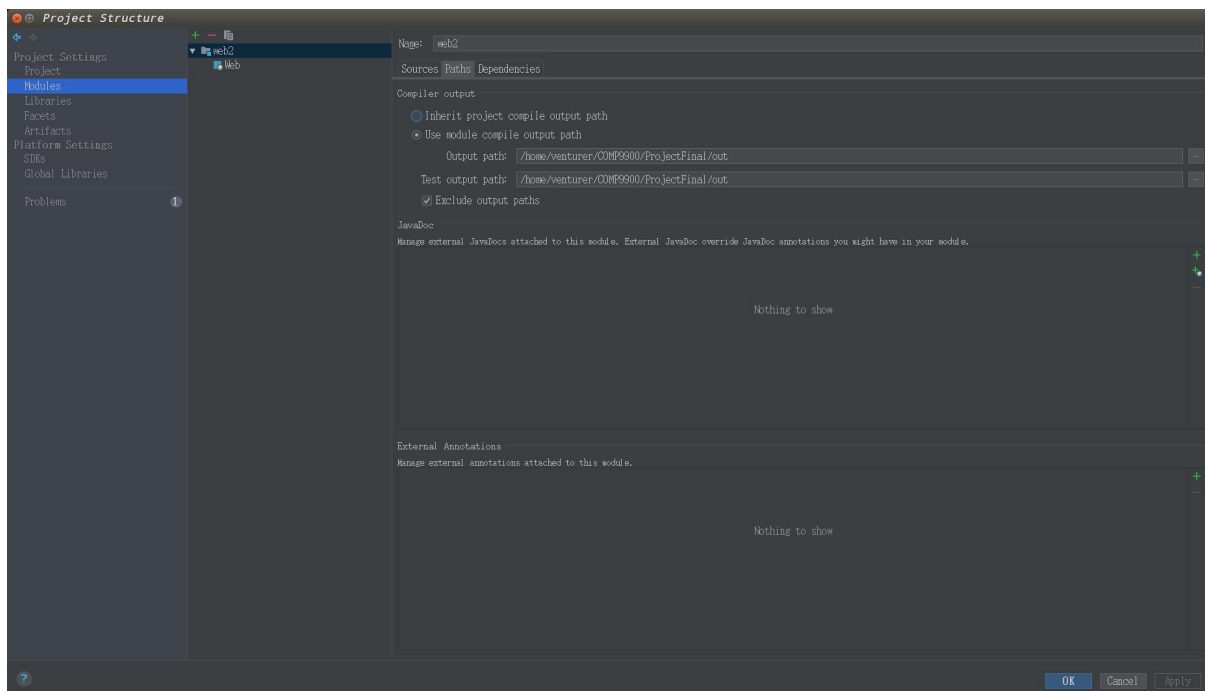 Project Structure
Project Settings
Project
Modules
Libraries
Facets
Artifacts
Platform Settings
SDKs
Global Libraries
Problems 1
web2
Web
Name: web2
Sources Paths Dependencies
Compiler output
Inherit project compile output path
Use module compile output path
Output path: /home/venturer/COMP9900/ProjectFinal/out ...
Test output path: /home/venturer/COMP9900/ProjectFinal/out ...
Exclude output paths
JavaDoc
Manage external JavaDocs attached to this module. External JavaDoc override JavaDoc annotations you might have in your module.
Nothing to show
External Annotations
Manage external annotations attached to this module.
Nothing to show
? OK Cancel Apply